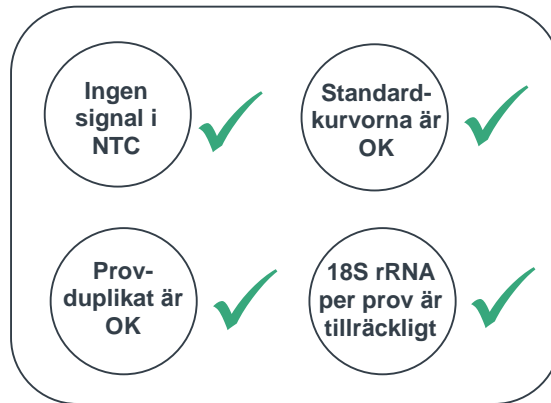 Ingen
signal i
NTC
Standard-
kurvorna är
OK
Prov-
duplikat är
OK
18S rRNA
per prov är
tillräckligt